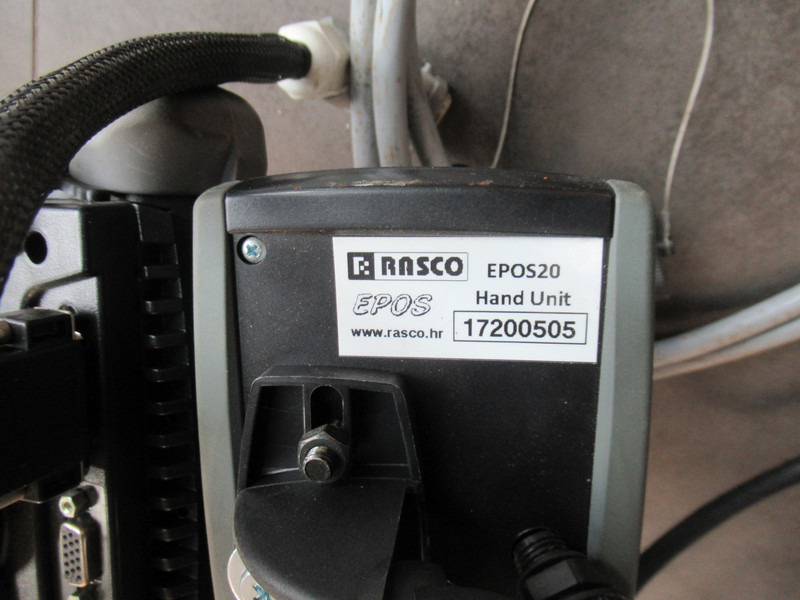 RASCO EPOS20
EPOS Hand Unit
www.rasco.hr 17200505